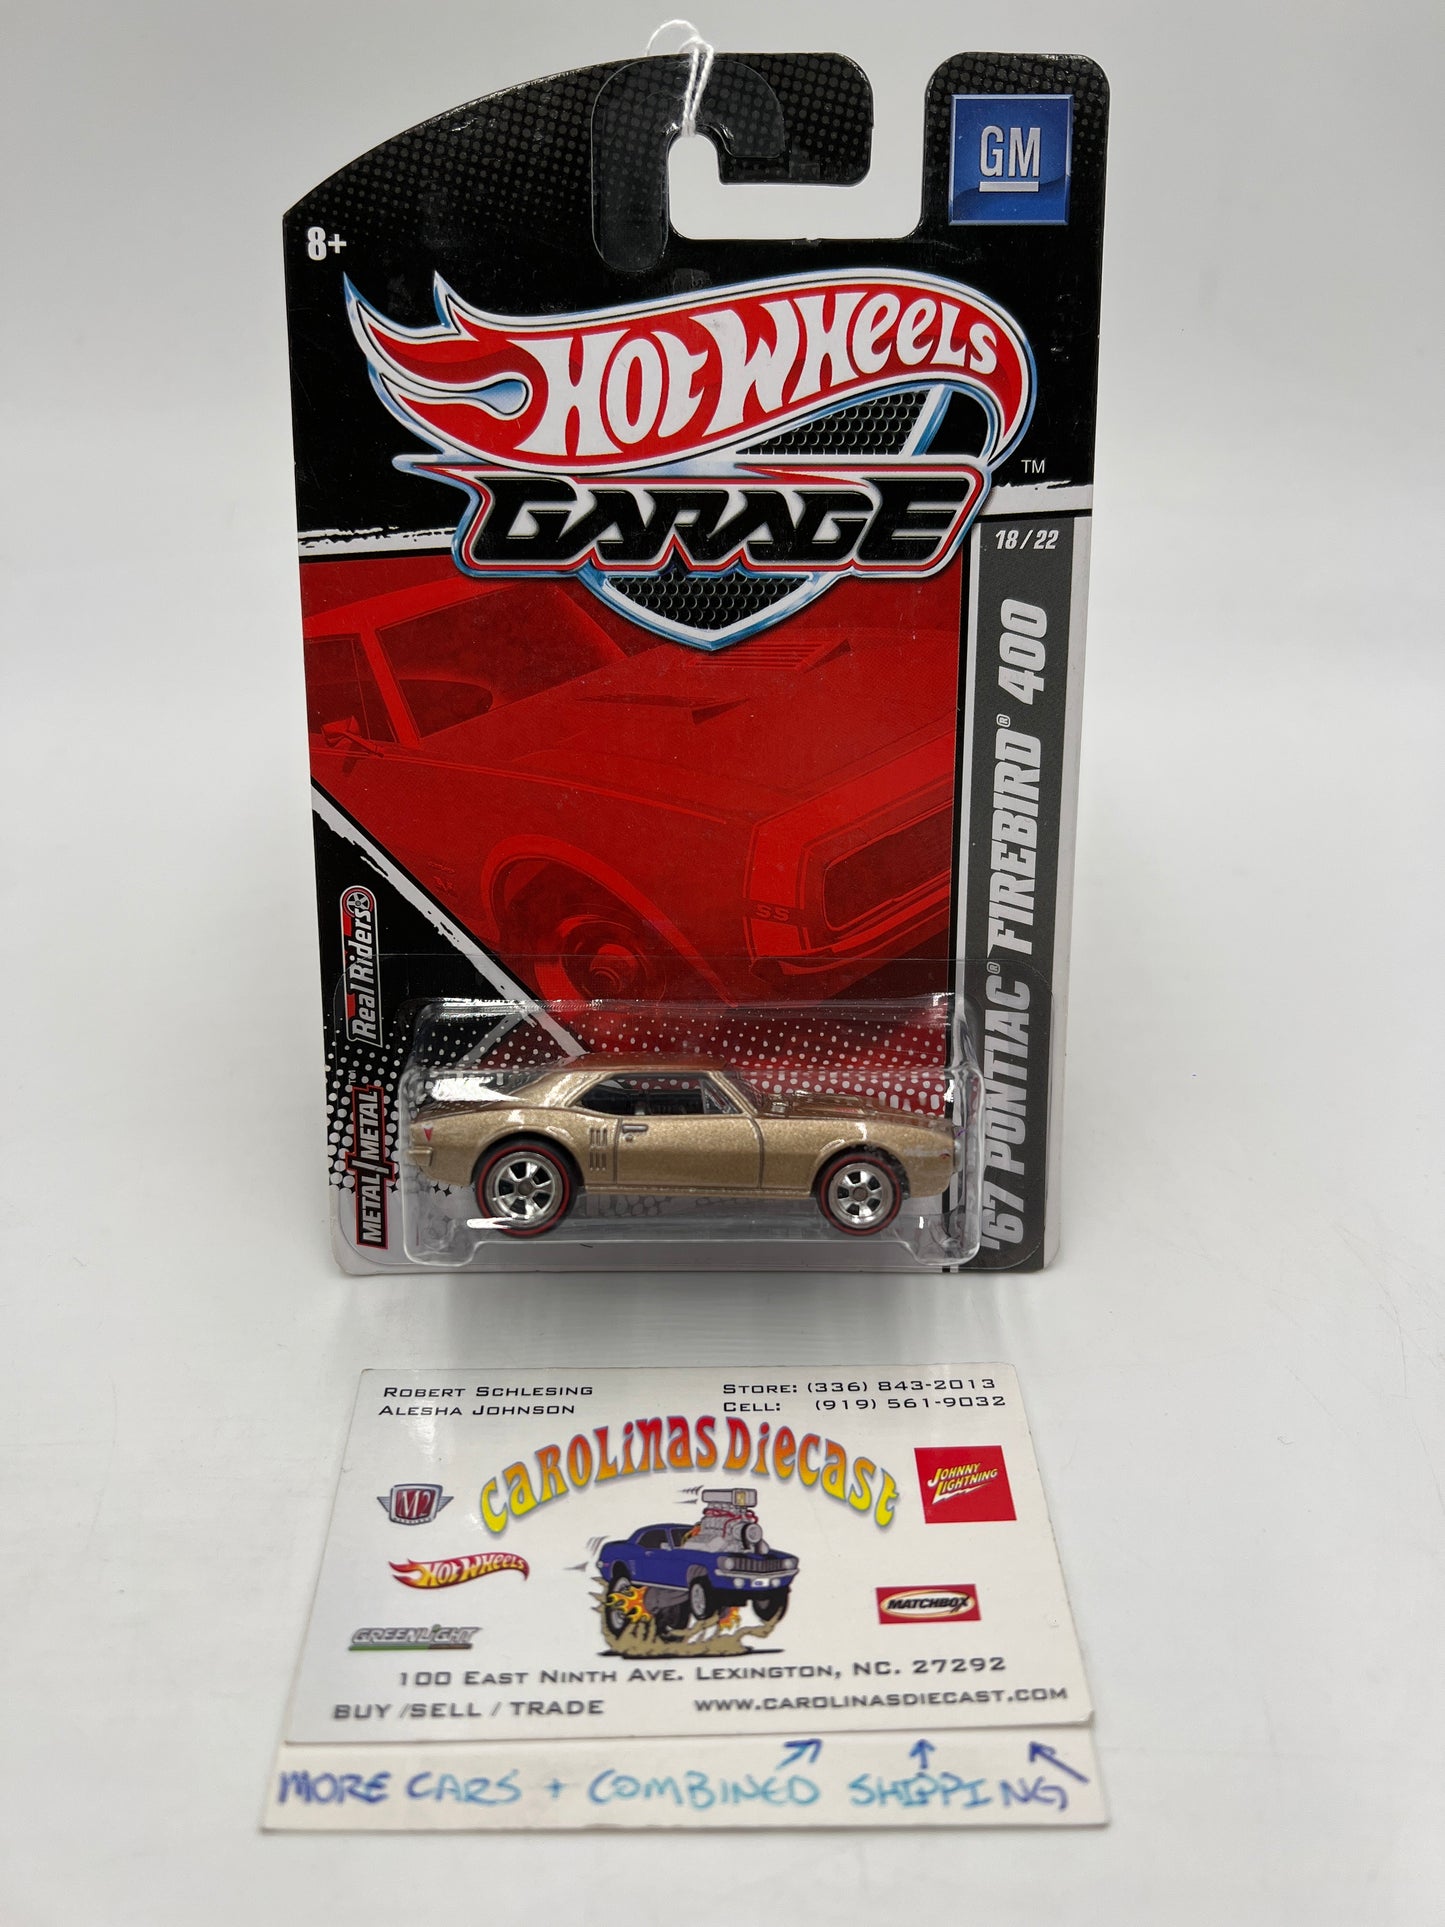 GM
8+
HOT WHEELS
™
GARAGE
18/22
'67 PONTIAC® FIREBIRD® 400
SS
Real Riders®
METAL/METAL™
ROBERT SCHLESING
ALESHA JOHNSON
STORE: (336) 843-2013
CELL: (919) 561-9032
CAROLINAS DIECAST
M2
JOHNNY LIGHTNING
HOT WHEELS
MATCHBOX
GREENLIGHT
100 EAST NINTH AVE. LEXINGTON, NC. 27292
BUY /SELL / TRADE WWW.CAROLINASDIECAST.COM
MORE CARS + COMBINED SHIPPING